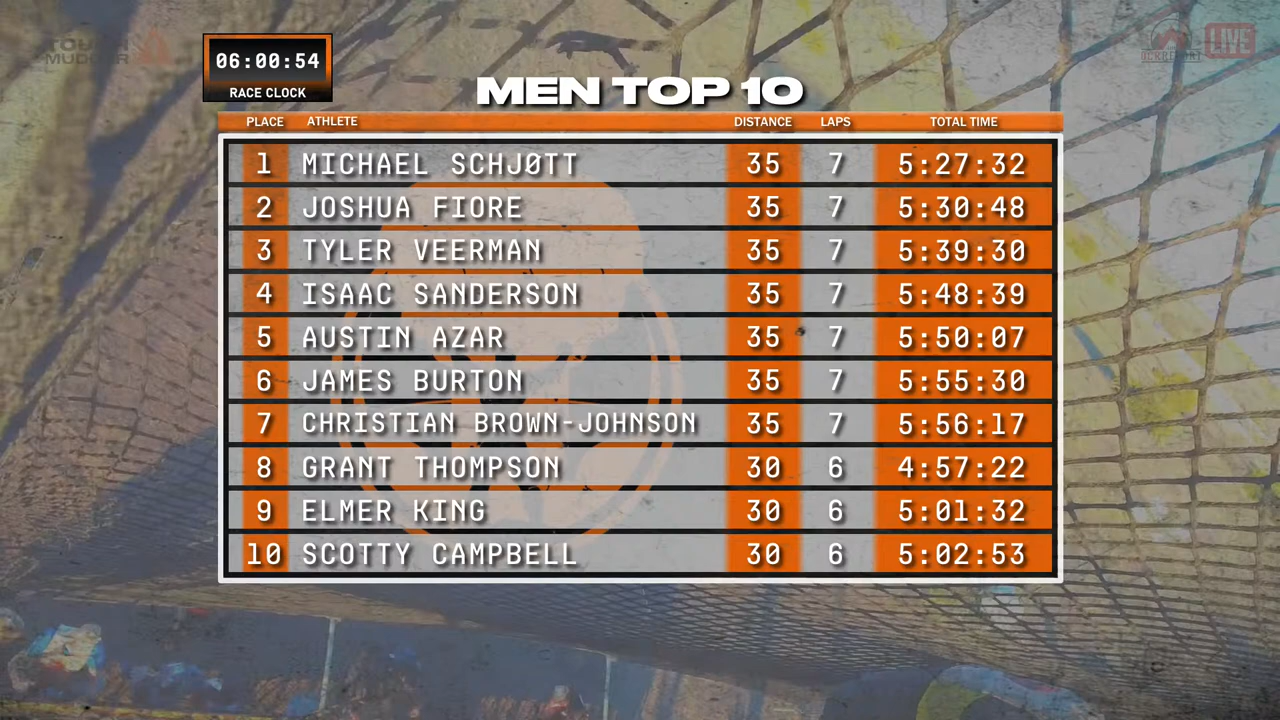 TOUGH MUDDER
06:00:54
RACE CLOCK
LIVE
MEN TOP 10
PLACE ATHLETE DISTANCE LAPS TOTAL TIME
1 MICHAEL SCHJØTT 35 7 5:27:32
2 JOSHUA FIORE 35 7 5:30:48
3 TYLER VEERMAN 35 7 5:39:30
4 ISAAC SANDERSON 35 7 5:48:39
5 AUSTIN AZAR 35 7 5:50:07
6 JAMES BURTON 35 7 5:55:30
7 CHRISTIAN BROWN-JOHNSON 35 7 5:56:17
8 GRANT THOMPSON 30 6 4:57:22
9 ELMER KING 30 6 5:01:32
10 SCOTTY CAMPBELL 30 6 5:02:53